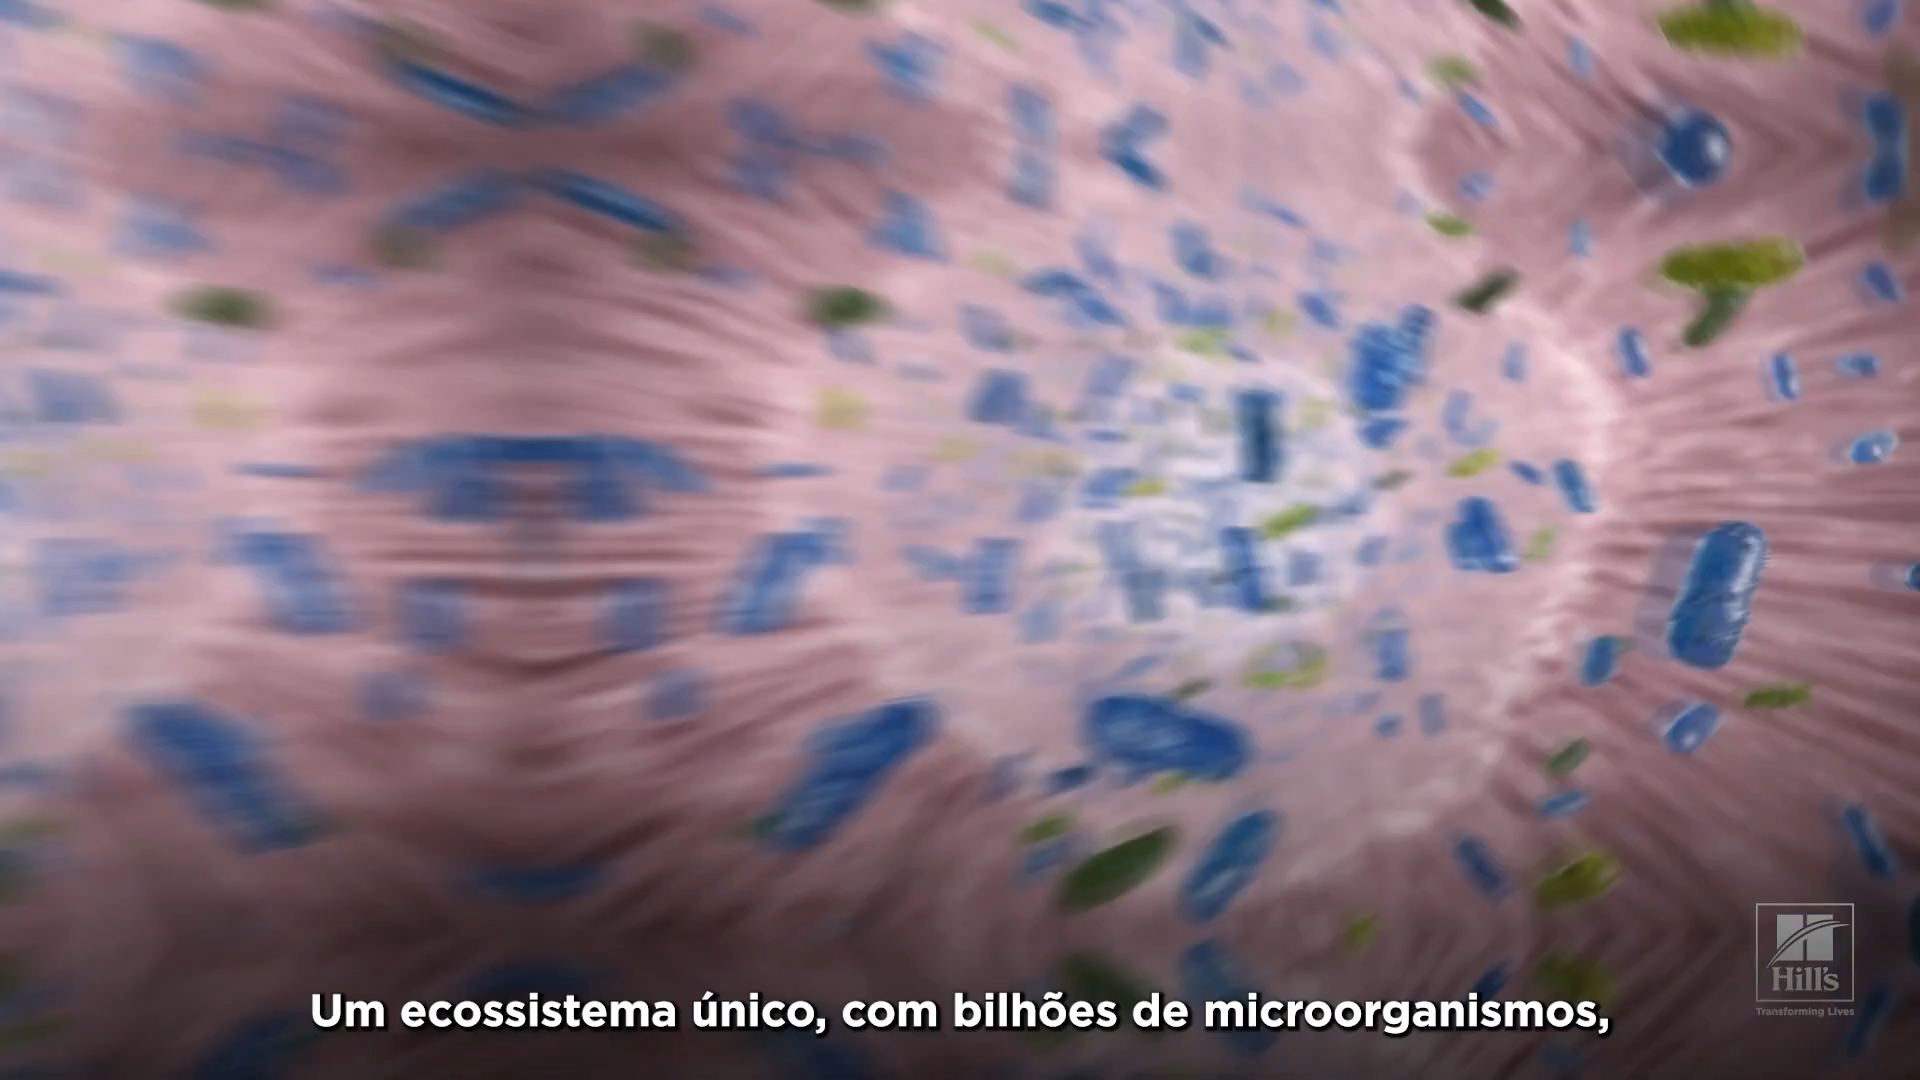 Hill's
Transforming Lives
Um ecossistema único, com bilhões de microorganismos,